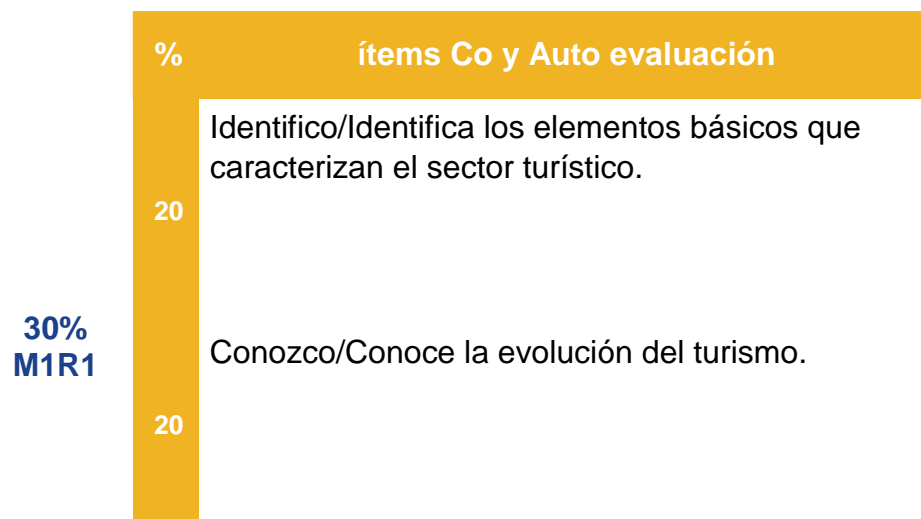 % ítems Co y Auto evaluación
Identifico/Identifica los elementos básicos que
caracterizan el sector turístico.
20
30%
M1R1
Conozco/Conoce la evolución del turismo.
20